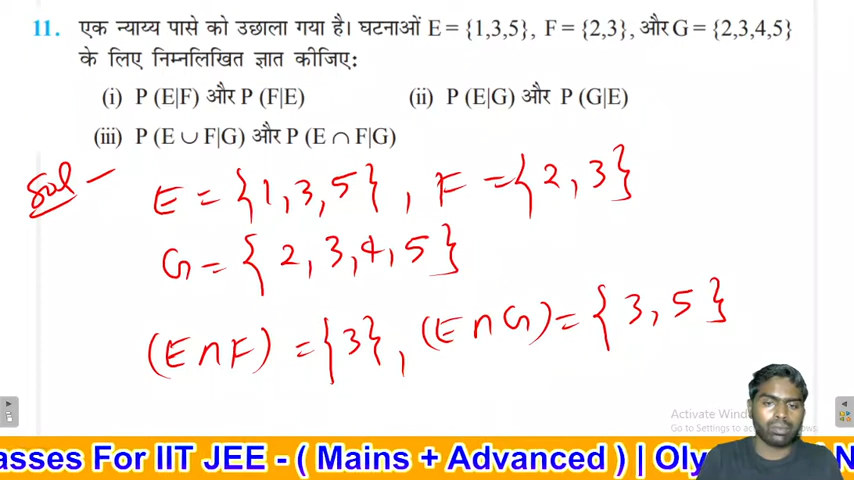 11. एक न्याय्य पासे को उछाला गया है। घटनाओं E = {1,3,5}, F = {2,3}, और G = {2,3,4,5}
के लिए निम्नलिखित ज्ञात कीजिए:
(i) P (E|F) और P (F|E) (ii) P (E|G) और P (G|E)
(iii) P (E ∪ F|G) और P (E ∩ F|G)
Sol - E = {1,3,5}, F = {2,3}
G = {2,3,4,5}
(E∩F) = {3}, (E∩G) = {3,5}
Activate Wind
Go to Settings to activate Windows.
asses For IIT JEE - ( Mains + Advanced ) | Oly AN